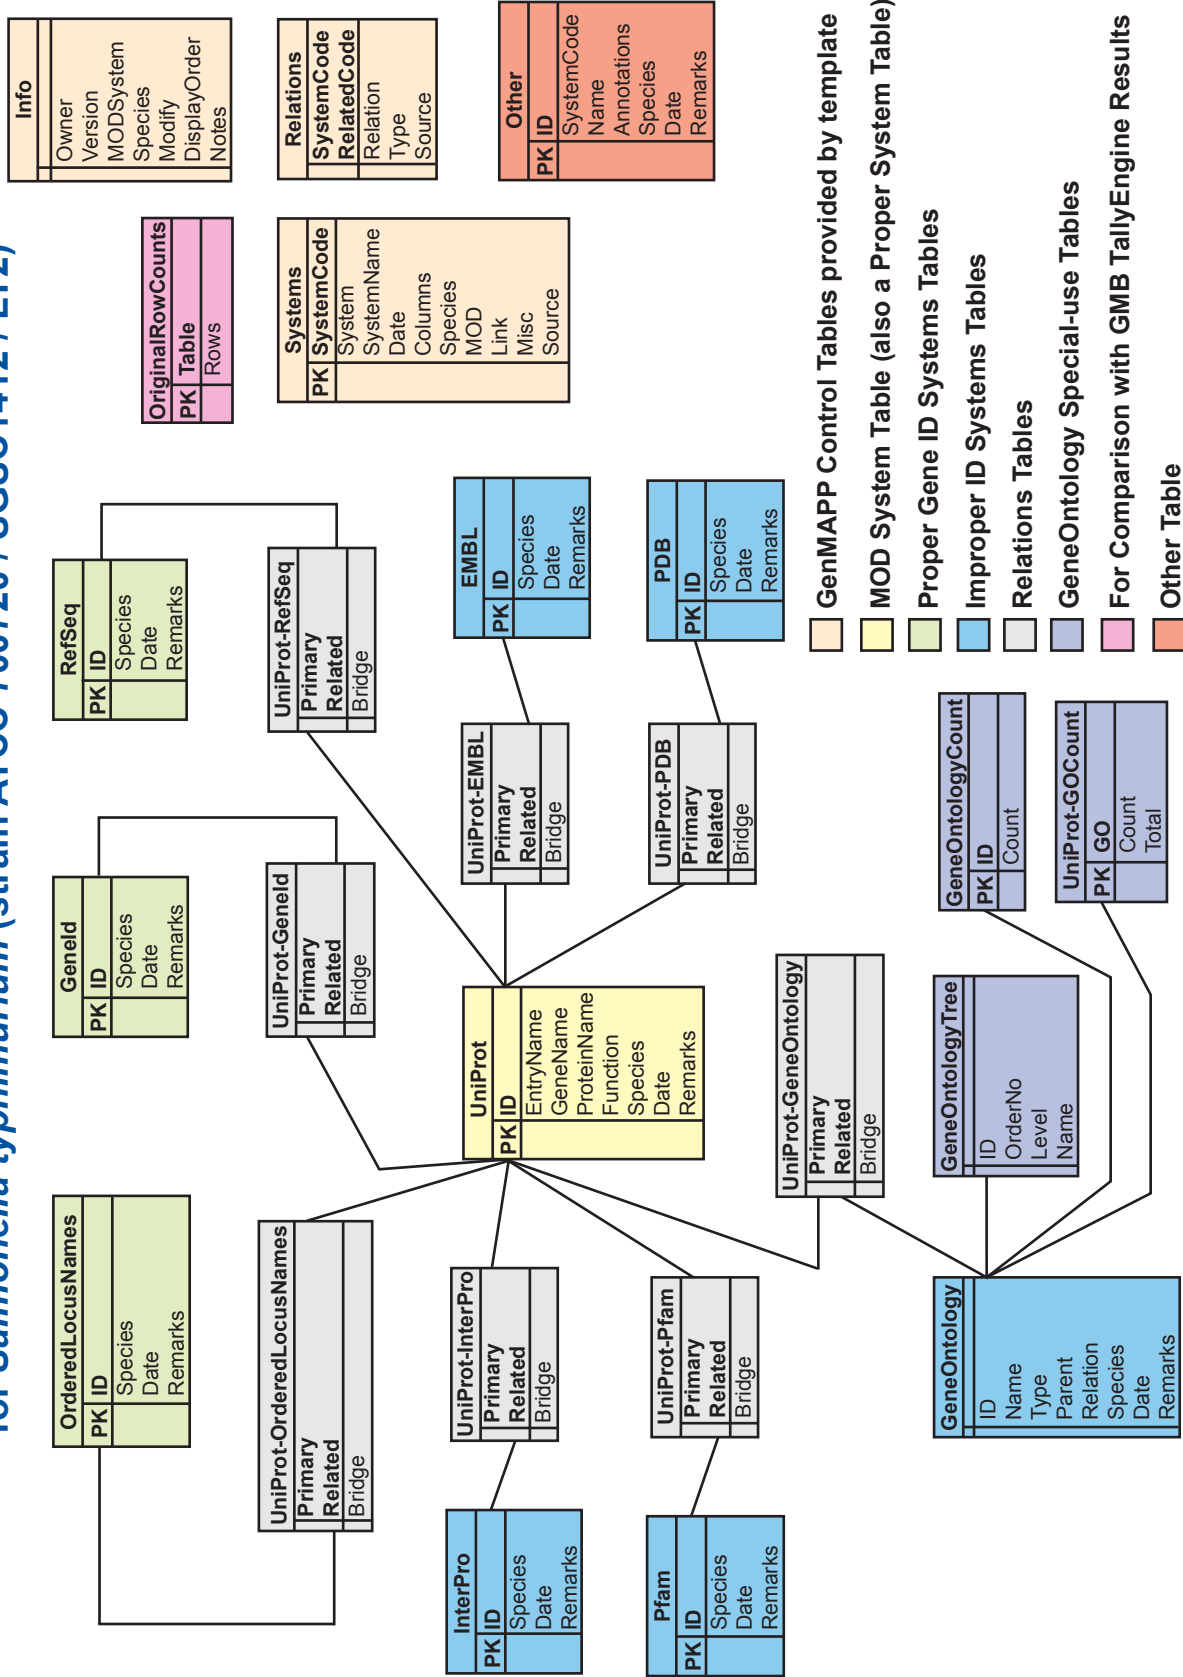 for Salmonella typhimurium (strain ATCC 700720 / SGSC1412 / LT2)
OrderedLocusNames
PK ID
Species
Date
Remarks
GeneId
PK ID
Species
Date
Remarks
RefSeq
PK ID
Species
Date
Remarks
OriginalRowCounts
PK Table
Rows
Info
Owner
Version
MODSystem
Species
Modify
DisplayOrder
Notes
UniProt-OrderedLocusNames
Primary
Related
Bridge
UniProt-GeneId
Primary
Related
Bridge
UniProt-RefSeq
Primary
Related
Bridge
Systems
PK SystemCode
System
SystemName
Date
Columns
Species
MOD
Link
Misc
Source
Relations
SystemCode
RelatedCode
Relation
Type
Source
InterPro
PK ID
Species
Date
Remarks
UniProt-InterPro
Primary
Related
Bridge
UniProt
PK ID
EntryName
GeneName
ProteinName
Function
Species
Date
Remarks
UniProt-EMBL
Primary
Related
Bridge
EMBL
PK ID
Species
Date
Remarks
Other
PK ID
SystemCode
Name
Annotations
Species
Date
Remarks
Pfam
PK ID
Species
Date
Remarks
UniProt-Pfam
Primary
Related
Bridge
UniProt-PDB
Primary
Related
Bridge
PDB
PK ID
Species
Date
Remarks
UniProt-GeneOntology
Primary
Related
Bridge
GeneOntology
ID
Name
Type
Parent
Relation
Species
Date
Remarks
GeneOntologyTree
ID
OrderNo
Level
Name
GeneOntologyCount
PK ID
Count
UniProt-GOCount
PK GO
Count
Total
GenMAPP Control Tables provided by template
MOD System Table (also a Proper System Table)
Proper Gene ID Systems Tables
Improper ID Systems Tables
Relations Tables
GeneOntology Special-use Tables
For Comparison with GMB TallyEngine Results
Other Table